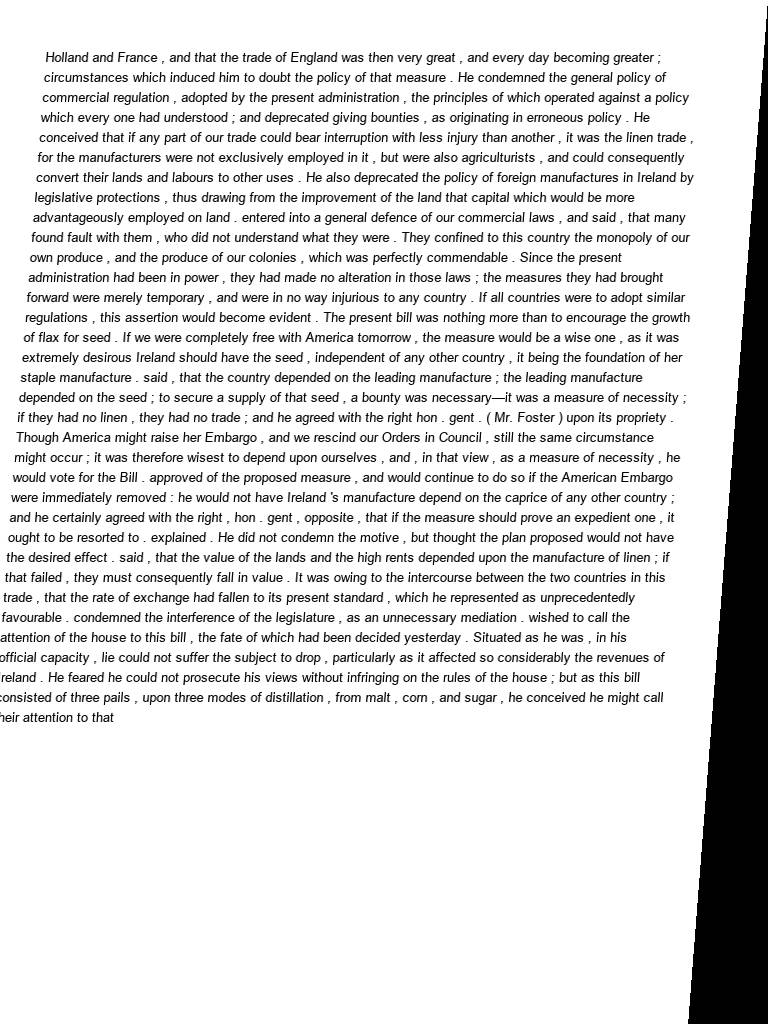 Holland and France , and that the trade of England was then very great , and every day becoming greater ;
circumstances which induced him to doubt the policy of that measure . He condemned the general policy of
commercial regulation , adopted by the present administration , the principles of which operated against a policy
which every one had understood ; and deprecated giving bounties , as originating in erroneous policy . He
conceived that if any part of our trade could bear interruption with less injury than another , it was the linen trade ,
for the manufacturers were not exclusively employed in it , but were also agriculturists , and could consequently
convert their lands and labours to other uses . He also deprecated the policy of foreign manufactures in Ireland by
legislative protections , thus drawing from the improvement of the land that capital which would be more
advantageously employed on land . entered into a general defence of our commercial laws , and said , that many
found fault with them , who did not understand what they were . They confined to this country the monopoly of our
own produce , and the produce of our colonies , which was perfectly commendable . Since the present
administration had been in power , they had made no alteration in those laws ; the measures they had brought
forward were merely temporary , and were in no way injurious to any country . If all countries were to adopt similar
regulations , this assertion would become evident . The present bill was nothing more than to encourage the growth
of flax for seed . If we were completely free with America tomorrow , the measure would be a wise one , as it was
extremely desirous Ireland should have the seed , independent of any other country , it being the foundation of her
staple manufacture . said , that the country depended on the leading manufacture ; the leading manufacture
depended on the seed ; to secure a supply of that seed , a bounty was necessary—it was a measure of necessity ;
if they had no linen , they had no trade ; and he agreed with the right hon . gent . ( Mr. Foster ) upon its propriety .
Though America might raise her Embargo , and we rescind our Orders in Council , still the same circumstance
might occur ; it was therefore wisest to depend upon ourselves , and , in that view , as a measure of necessity , he
would vote for the Bill . approved of the proposed measure , and would continue to do so if the American Embargo
were immediately removed : he would not have Ireland 's manufacture depend on the caprice of any other country ;
and he certainly agreed with the right , hon . gent , opposite , that if the measure should prove an expedient one , it
ought to be resorted to . explained . He did not condemn the motive , but thought the plan proposed would not have
the desired effect . said , that the value of the lands and the high rents depended upon the manufacture of linen ; if
that failed , they must consequently fall in value . It was owing to the intercourse between the two countries in this
trade , that the rate of exchange had fallen to its present standard , which he represented as unprecedentedly
favourable . condemned the interference of the legislature , as an unnecessary mediation . wished to call the
attention of the house to this bill , the fate of which had been decided yesterday . Situated as he was , in his
official capacity , lie could not suffer the subject to drop , particularly as it affected so considerably the revenues of
Ireland . He feared he could not prosecute his views without infringing on the rules of the house ; but as this bill
consisted of three pails , upon three modes of distillation , from malt , corn , and sugar , he conceived he might call
their attention to that